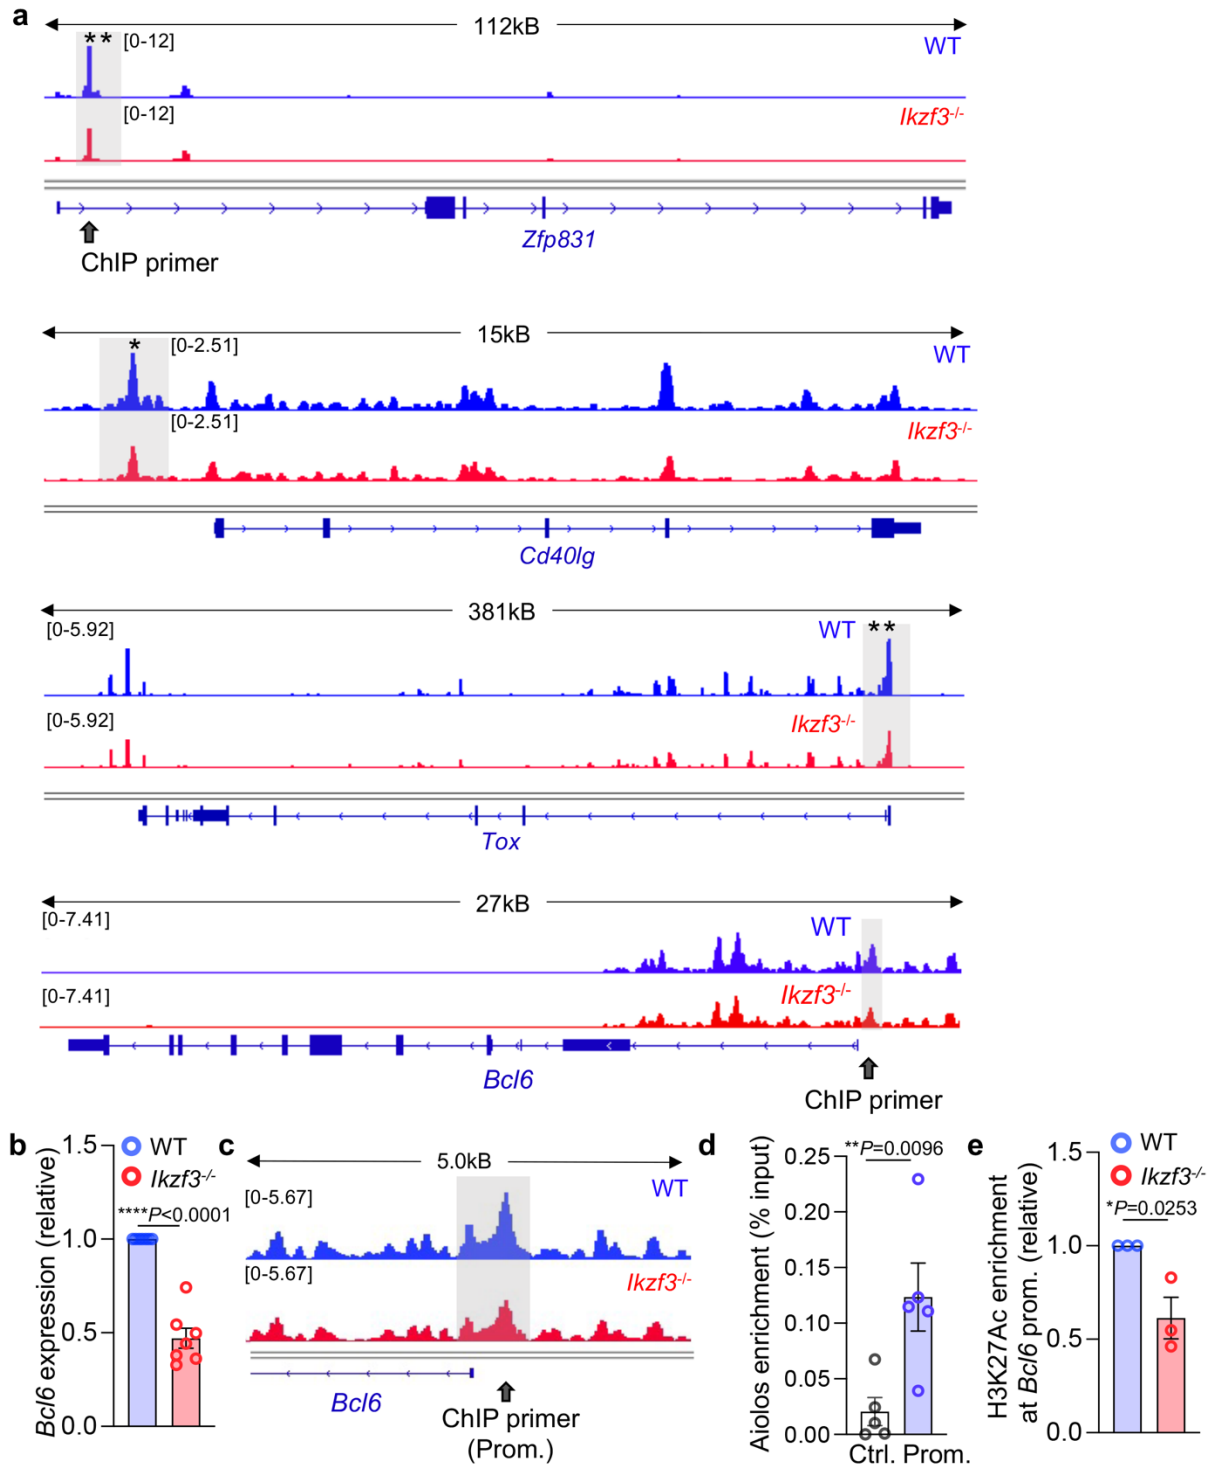 a
112kB
** [0-12]
WT
[0-12]
Ikzf3-/-
Zfp831
ChIP primer
15kB
* [0-2.51]
WT
[0-2.51]
Ikzf3-/-
Cd40lg
381kB
[0-5.92]
WT **
[0-5.92]
Ikzf3-/-
Tox
27kB
[0-7.41]
WT
[0-7.41]
Ikzf3-/-
Bcl6
ChIP primer
b
Bcl6 expression (relative)
1.5
1.0
0.5
0.0
WT
Ikzf3-/-
****P<0.0001
c
5.0kB
[0-5.67]
WT
[0-5.67]
Ikzf3-/-
Bcl6
ChIP primer
(Prom.)
d
Aiolos enrichment (% input)
0.25
0.20
0.15
0.10
0.05
0.00
**P=0.0096
Ctrl. Prom.
e
H3K27Ac enrichment
at Bcl6 prom. (relative)
1.5
1.0
0.5
0.0
WT
Ikzf3-/-
*P=0.0253